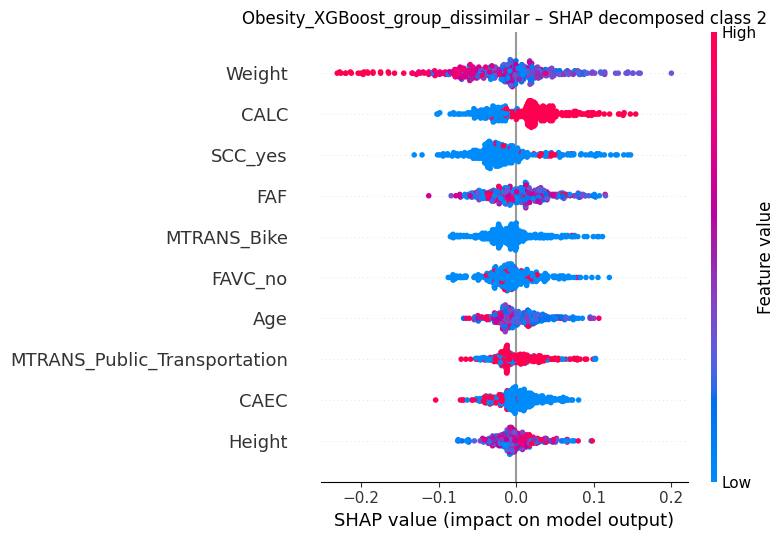 Obesity_XGBoost_group_dissimilar – SHAP decomposed class 2
High
Weight
CALC
SCC_yes
FAF
MTRANS_Bike
FAVC_no
Age
MTRANS_Public_Transportation
CAEC
Height
Feature value
Low
−0.2 −0.1 0.0 0.1 0.2
SHAP value (impact on model output)